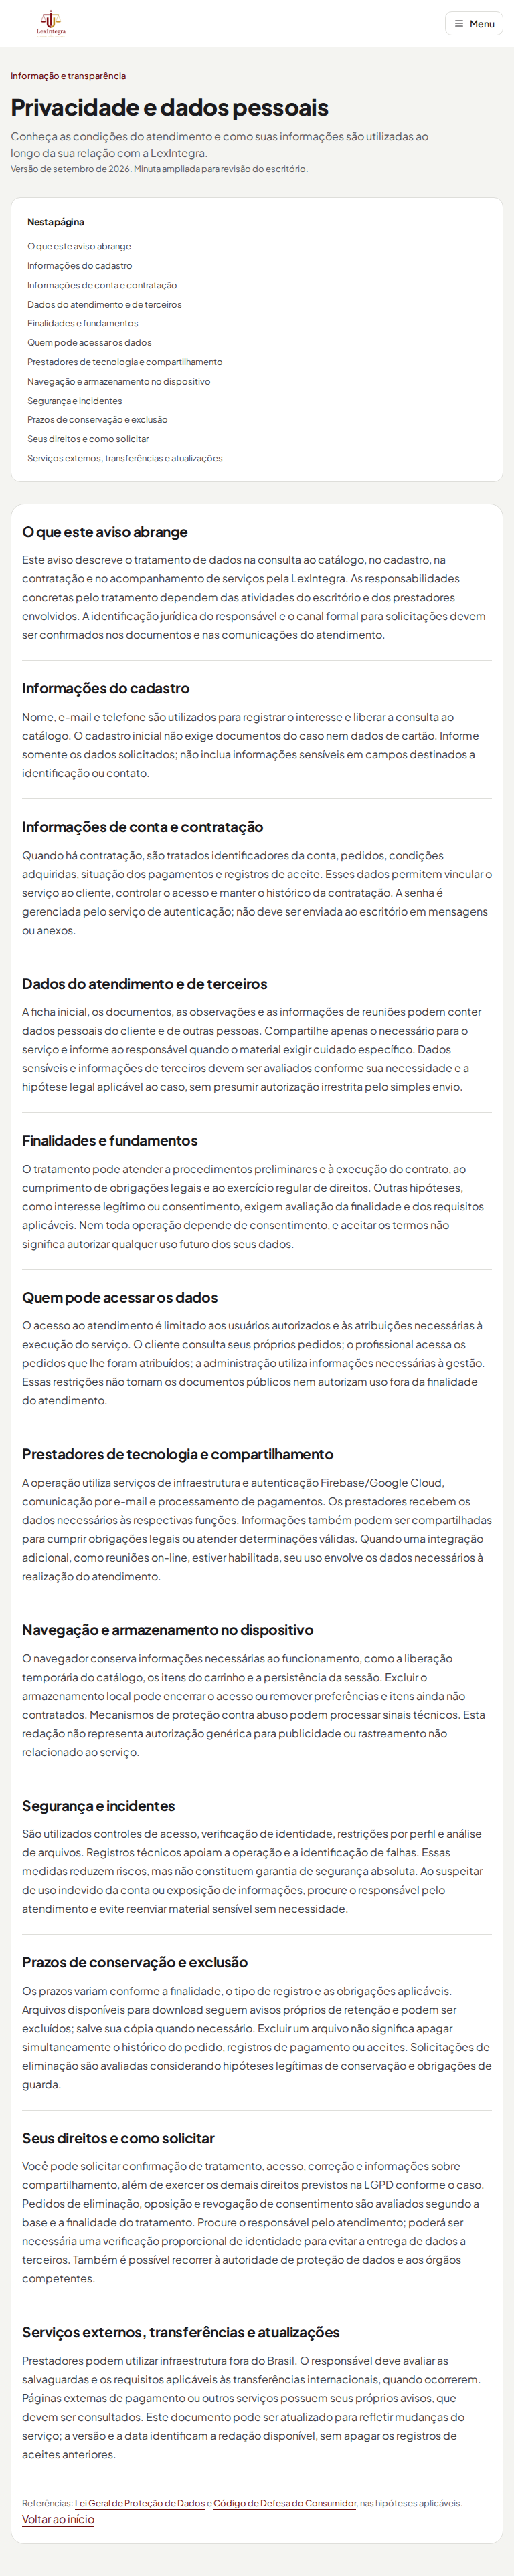 LexIntegra
Menu
Informação e transparência
Privacidade e dados pessoais
Conheça as condições do atendimento e como suas informações são utilizadas ao
longo da sua relação com a LexIntegra.
Versão de setembro de 2026. Minuta ampliada para revisão do escritório.
Nesta página
O que este aviso abrange
Informações do cadastro
Informações de conta e contratação
Dados do atendimento e de terceiros
Finalidades e fundamentos
Quem pode acessar os dados
Prestadores de tecnologia e compartilhamento
Navegação e armazenamento no dispositivo
Segurança e incidentes
Prazos de conservação e exclusão
Seus direitos e como solicitar
Serviços externos, transferências e atualizações
O que este aviso abrange
Este aviso descreve o tratamento de dados na consulta ao catálogo, no cadastro, na
contratação e no acompanhamento de serviços pela LexIntegra. As responsabilidades
concretas pelo tratamento dependem das atividades do escritório e dos prestadores
envolvidos. A identificação jurídica do responsável e o canal formal para solicitações devem
ser confirmados nos documentos e nas comunicações do atendimento.
Informações do cadastro
Nome, e-mail e telefone são utilizados para registrar o interesse e liberar a consulta ao
catálogo. O cadastro inicial não exige documentos do caso nem dados de cartão. Informe
somente os dados solicitados; não inclua informações sensíveis em campos destinados a
identificação ou contato.
Informações de conta e contratação
Quando há contratação, são tratados identificadores da conta, pedidos, condições
adquiridas, situação dos pagamentos e registros de aceite. Esses dados permitem vincular o
serviço ao cliente, controlar o acesso e manter o histórico da contratação. A senha é
gerenciada pelo serviço de autenticação; não deve ser enviada ao escritório em mensagens
ou anexos.
Dados do atendimento e de terceiros
A ficha inicial, os documentos, as observações e as informações de reuniões podem conter
dados pessoais do cliente e de outras pessoas. Compartilhe apenas o necessário para o
serviço e informe ao responsável quando o material exigir cuidado específico. Dados
sensíveis e informações de terceiros devem ser avaliados conforme sua necessidade e a
hipótese legal aplicável ao caso, sem presumir autorização irrestrita pelo simples envio.
Finalidades e fundamentos
O tratamento pode atender a procedimentos preliminares e à execução do contrato, ao
cumprimento de obrigações legais e ao exercício regular de direitos. Outras hipóteses,
como interesse legítimo ou consentimento, exigem avaliação da finalidade e dos requisitos
aplicáveis. Nem toda operação depende de consentimento, e aceitar os termos não
significa autorizar qualquer uso futuro dos seus dados.
Quem pode acessar os dados
O acesso ao atendimento é limitado aos usuários autorizados e às atribuições necessárias à
execução do serviço. O cliente consulta seus próprios pedidos; o profissional acessa os
pedidos que lhe foram atribuídos; a administração utiliza informações necessárias à gestão.
Essas restrições não tornam os documentos públicos nem autorizam uso fora da finalidade
do atendimento.
Prestadores de tecnologia e compartilhamento
A operação utiliza serviços de infraestrutura e autenticação Firebase/Google Cloud,
comunicação por e-mail e processamento de pagamentos. Os prestadores recebem os
dados necessários às respectivas funções. Informações também podem ser compartilhadas
para cumprir obrigações legais ou atender determinações válidas. Quando uma integração
adicional, como reuniões on-line, estiver habilitada, seu uso envolve os dados necessários à
realização do atendimento.
Navegação e armazenamento no dispositivo
O navegador conserva informações necessárias ao funcionamento, como a liberação
temporária do catálogo, os itens do carrinho e a persistência da sessão. Excluir o
armazenamento local pode encerrar o acesso ou remover preferências e itens ainda não
contratados. Mecanismos de proteção contra abuso podem processar sinais técnicos. Esta
redação não representa autorização genérica para publicidade ou rastreamento não
relacionado ao serviço.
Segurança e incidentes
São utilizados controles de acesso, verificação de identidade, restrições por perfil e análise
de arquivos. Registros técnicos apoiam a operação e a identificação de falhas. Essas
medidas reduzem riscos, mas não constituem garantia de segurança absoluta. Ao suspeitar
de uso indevido da conta ou exposição de informações, procure o responsável pelo
atendimento e evite reenviar material sensível sem necessidade.
Prazos de conservação e exclusão
Os prazos variam conforme a finalidade, o tipo de registro e as obrigações aplicáveis.
Arquivos disponíveis para download seguem avisos próprios de retenção e podem ser
excluídos; salve sua cópia quando necessário. Excluir um arquivo não significa apagar
simultaneamente o histórico do pedido, registros de pagamento ou aceites. Solicitações de
eliminação são avaliadas considerando hipóteses legítimas de conservação e obrigações de
guarda.
Seus direitos e como solicitar
Você pode solicitar confirmação de tratamento, acesso, correção e informações sobre
compartilhamento, além de exercer os demais direitos previstos na LGPD conforme o caso.
Pedidos de eliminação, oposição e revogação de consentimento são avaliados segundo a
base e a finalidade do tratamento. Procure o responsável pelo atendimento; poderá ser
necessária uma verificação proporcional de identidade para evitar a entrega de dados a
terceiros. Também é possível recorrer à autoridade de proteção de dados e aos órgãos
competentes.
Serviços externos, transferências e atualizações
Prestadores podem utilizar infraestrutura fora do Brasil. O responsável deve avaliar as
salvaguardas e os requisitos aplicáveis às transferências internacionais, quando ocorrerem.
Páginas externas de pagamento ou outros serviços possuem seus próprios avisos, que
devem ser consultados. Este documento pode ser atualizado para refletir mudanças do
serviço; a versão e a data identificam a redação disponível, sem apagar os registros de
aceites anteriores.
Referências: Lei Geral de Proteção de Dados e Código de Defesa do Consumidor, nas hipóteses aplicáveis.
Voltar ao início